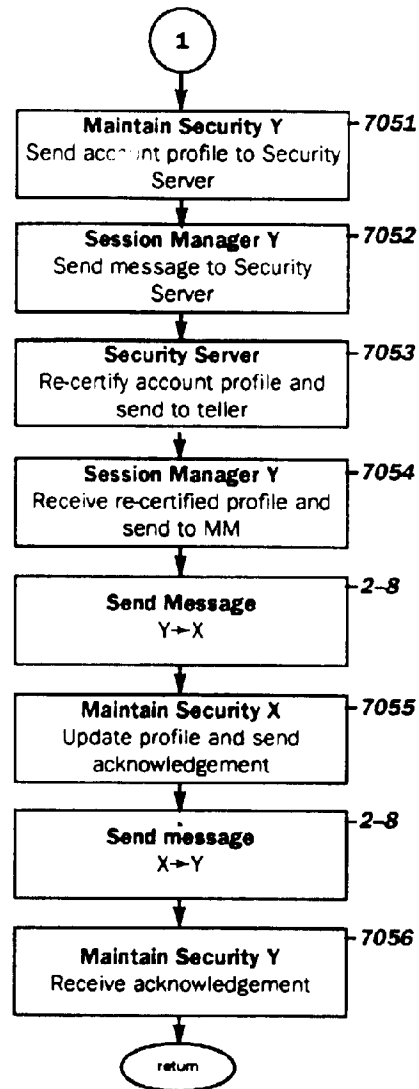 1
Maintain Security Y
7051
Send account profile to Security
Server
Session Manager Y
7052
Send message to Security
Server
Security Server
7053
Re-certify account profile and
send to teller
Session Manager Y
7054
Receive re-certified profile and
send to MM
2-8
Send Message
Y→X
Maintain Security X
7055
Update profile and send
acknowledgement
2-8
Send message
X→Y
7056
Maintain Security Y
Receive acknowledgement
return